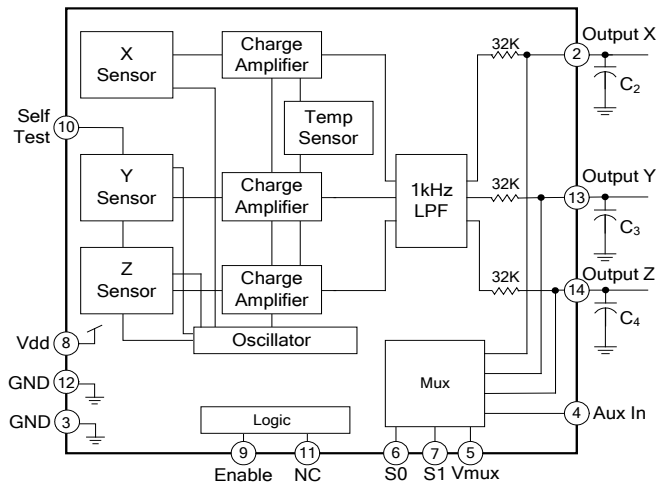 X
Sensor
Charge
Amplifier
32K
2
Output X
C2
Self
Test
10
Temp
Sensor
Y
Sensor
Charge
Amplifier
1kHz
LPF
32K
13
Output Y
C3
Z
Sensor
Charge
Amplifier
32K
14
Output Z
C4
Oscillator
Vdd
8
GND
12
GND
3
Mux
4
Aux In
Logic
9
11
6
7
5
Enable
NC
S0
S1
Vmux